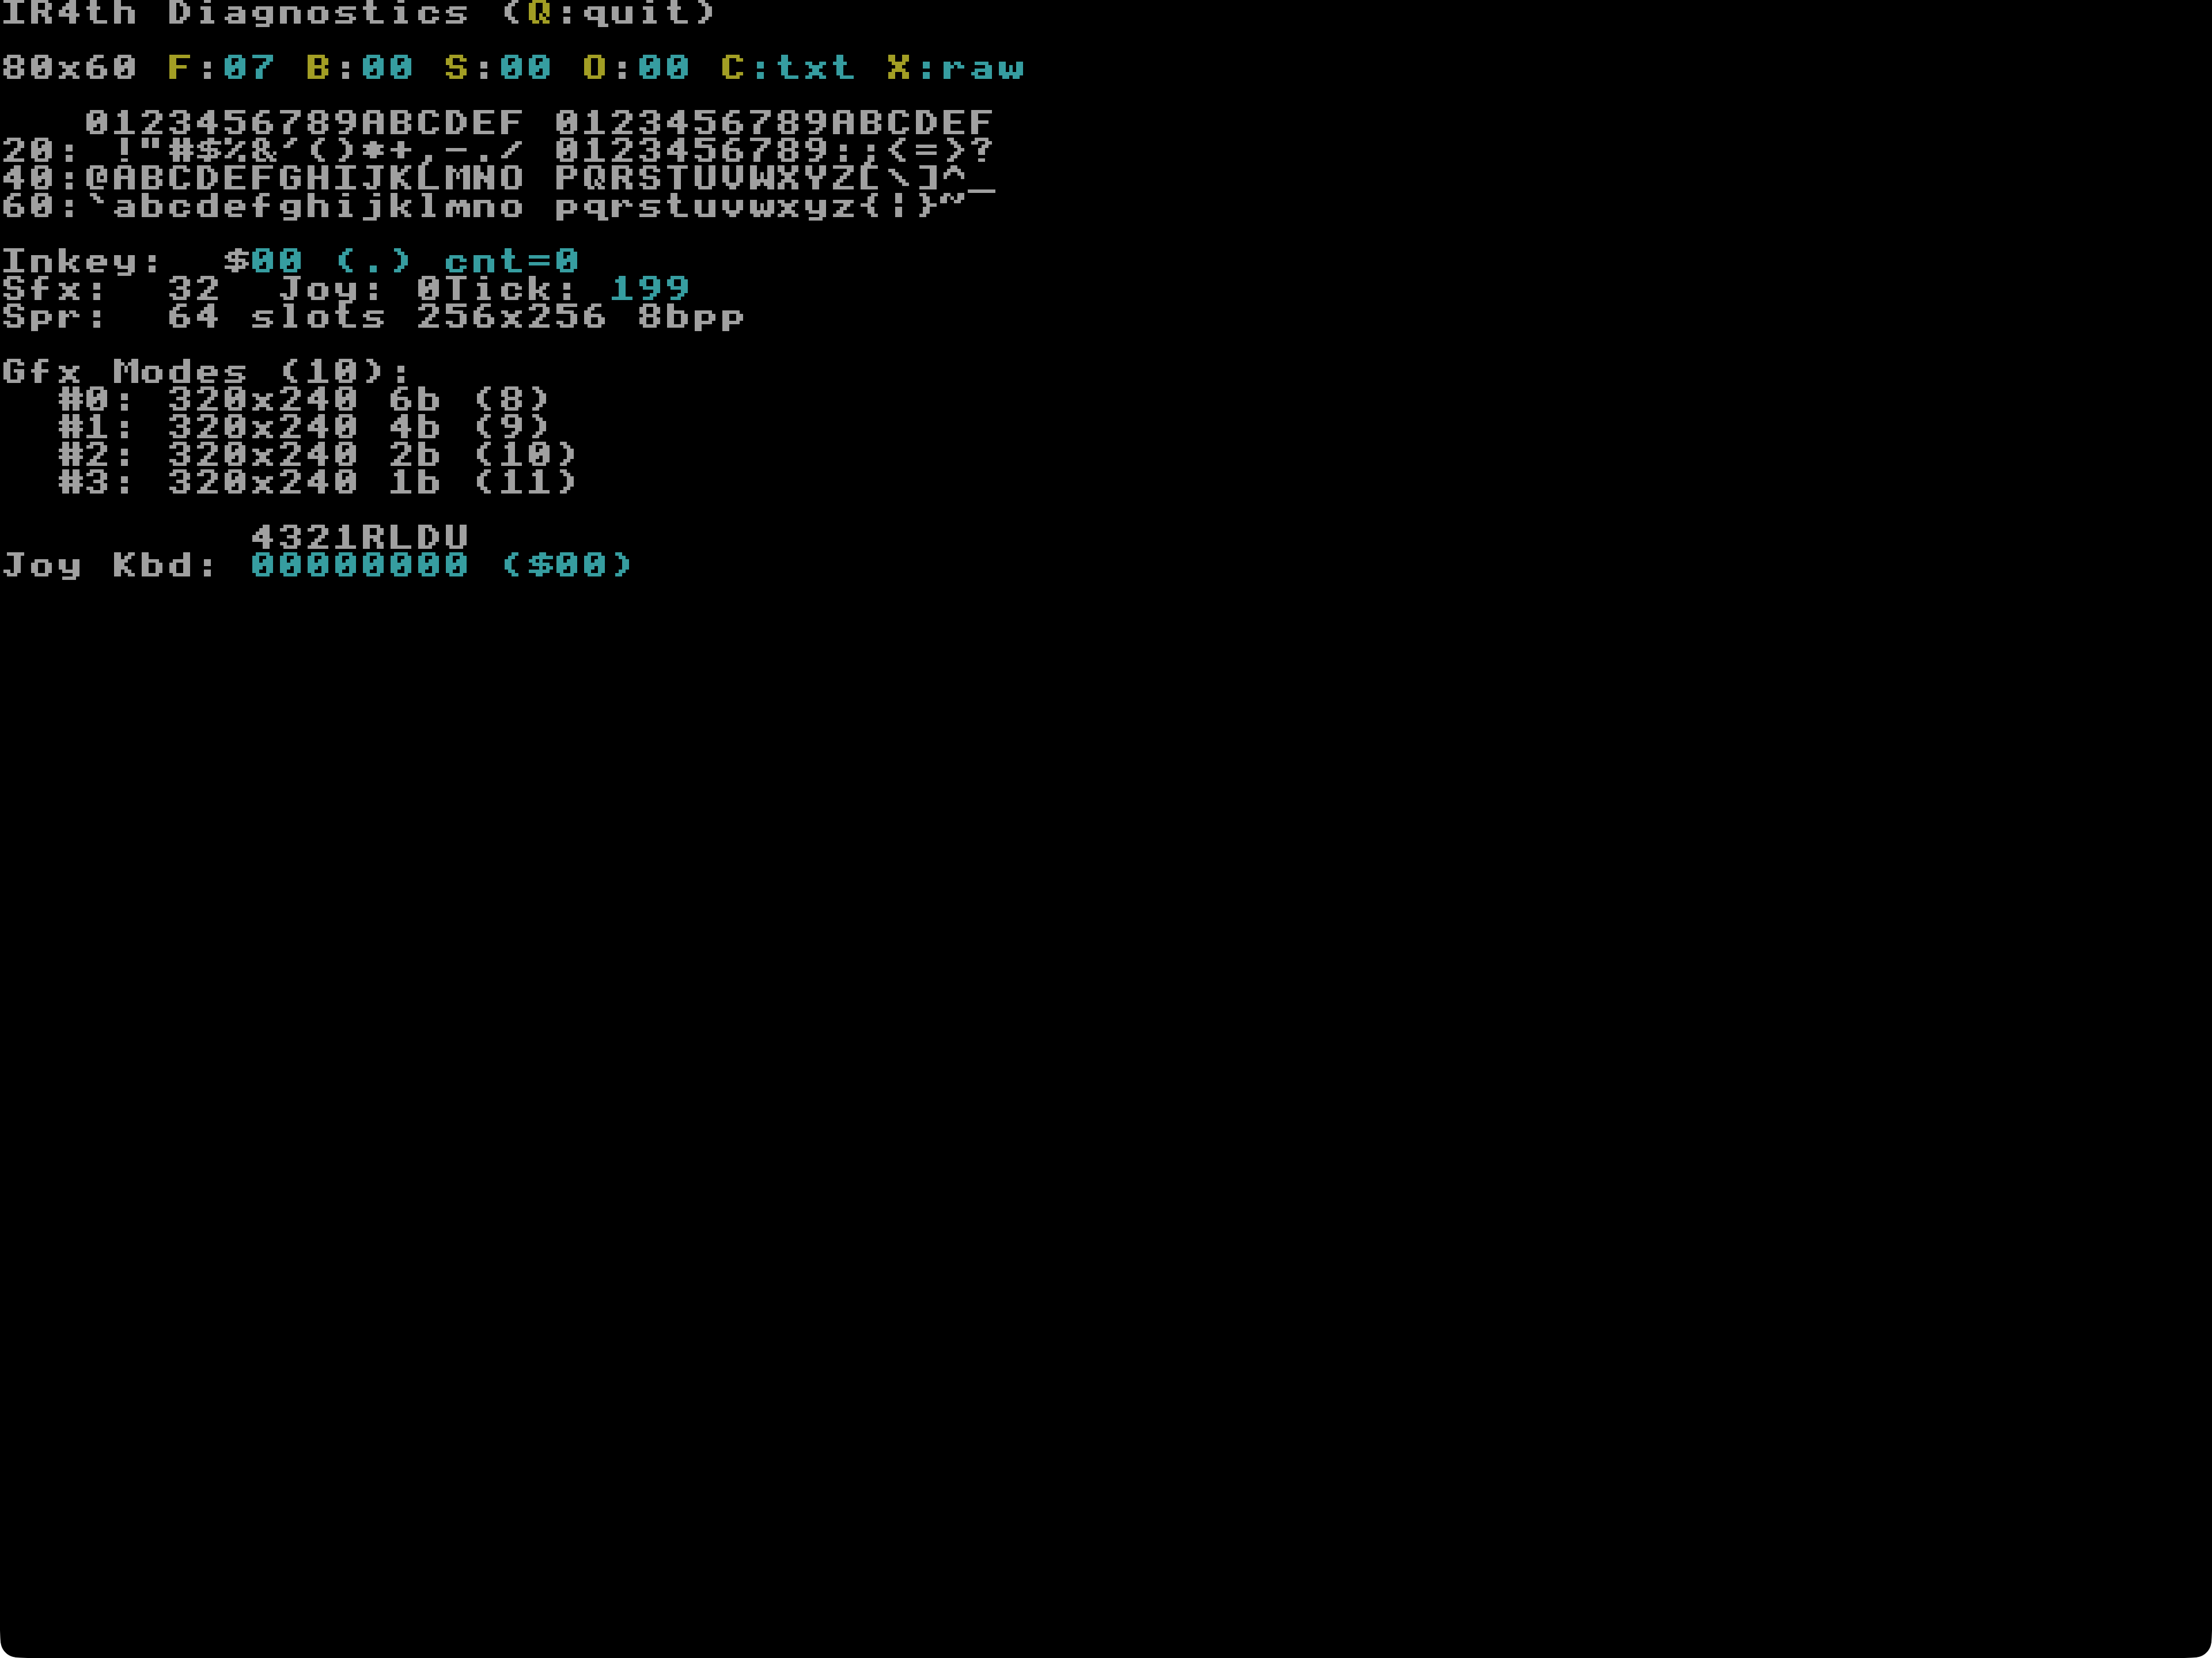 IR4th Diagnostics (Q:quit)
80x60 F:07 B:00 S:00 O:00 C:txt X:raw
0123456789ABCDEF 0123456789ABCDEF
20: !"#$%&'()*+,-./ 0123456789:;<=>?
40:@ABCDEFGHIJKLMNO PQRSTUVWXYZ[\]^_
60:`abcdefghijklmno pqrstuvwxyz{|}~
Inkey:  $00 (.) cnt=0
Sfx:  32  Joy: 0Tick: 199
Spr:  64 slots 256x256 8bpp
Gfx Modes (10):
#0: 320x240 6b (8)
#1: 320x240 4b (9)
#2: 320x240 2b (10)
#3: 320x240 1b (11)
4321RLDU
Joy Kbd: 00000000 ($00)